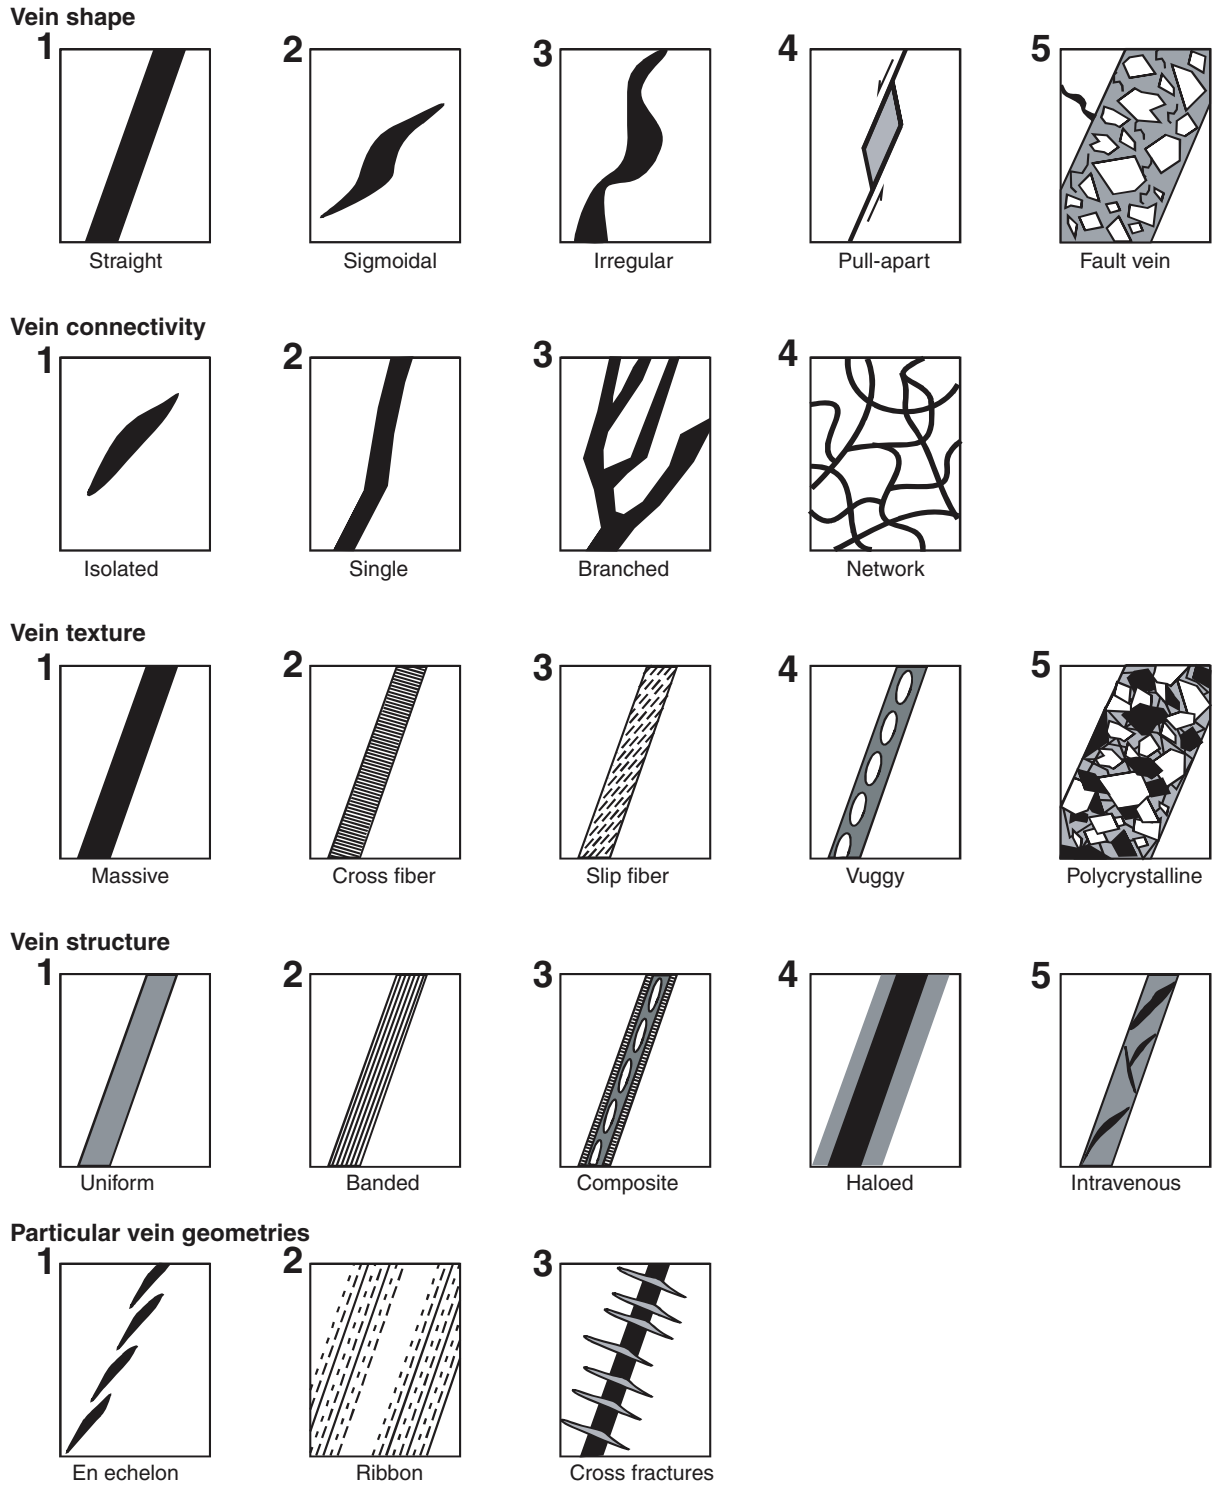 Vein shape
1 2 3 4 5
Straight Sigmoidal Irregular Pull-apart Fault vein
Vein connectivity
1 2 3 4
Isolated Single Branched Network
Vein texture
1 2 3 4 5
Massive Cross fiber Slip fiber Vuggy Polycrystalline
Vein structure
1 2 3 4 5
Uniform Banded Composite Haloed Intravenous
Particular vein geometries
1 2 3
En echelon Ribbon Cross fractures